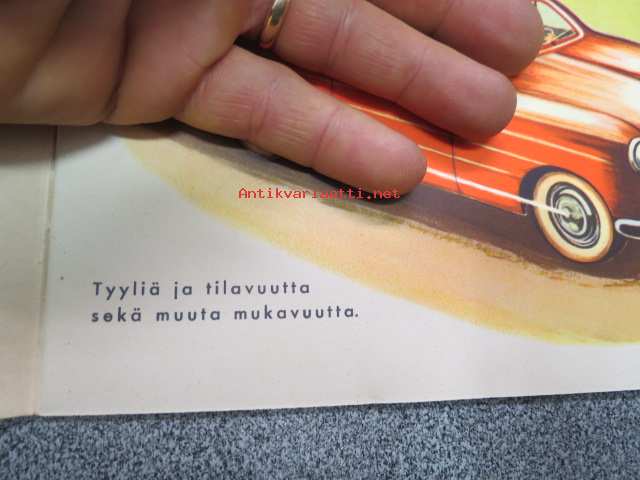 Antikvariaatti.net
Tyyliä ja tilavuutta
sekä muuta mukavuutta.